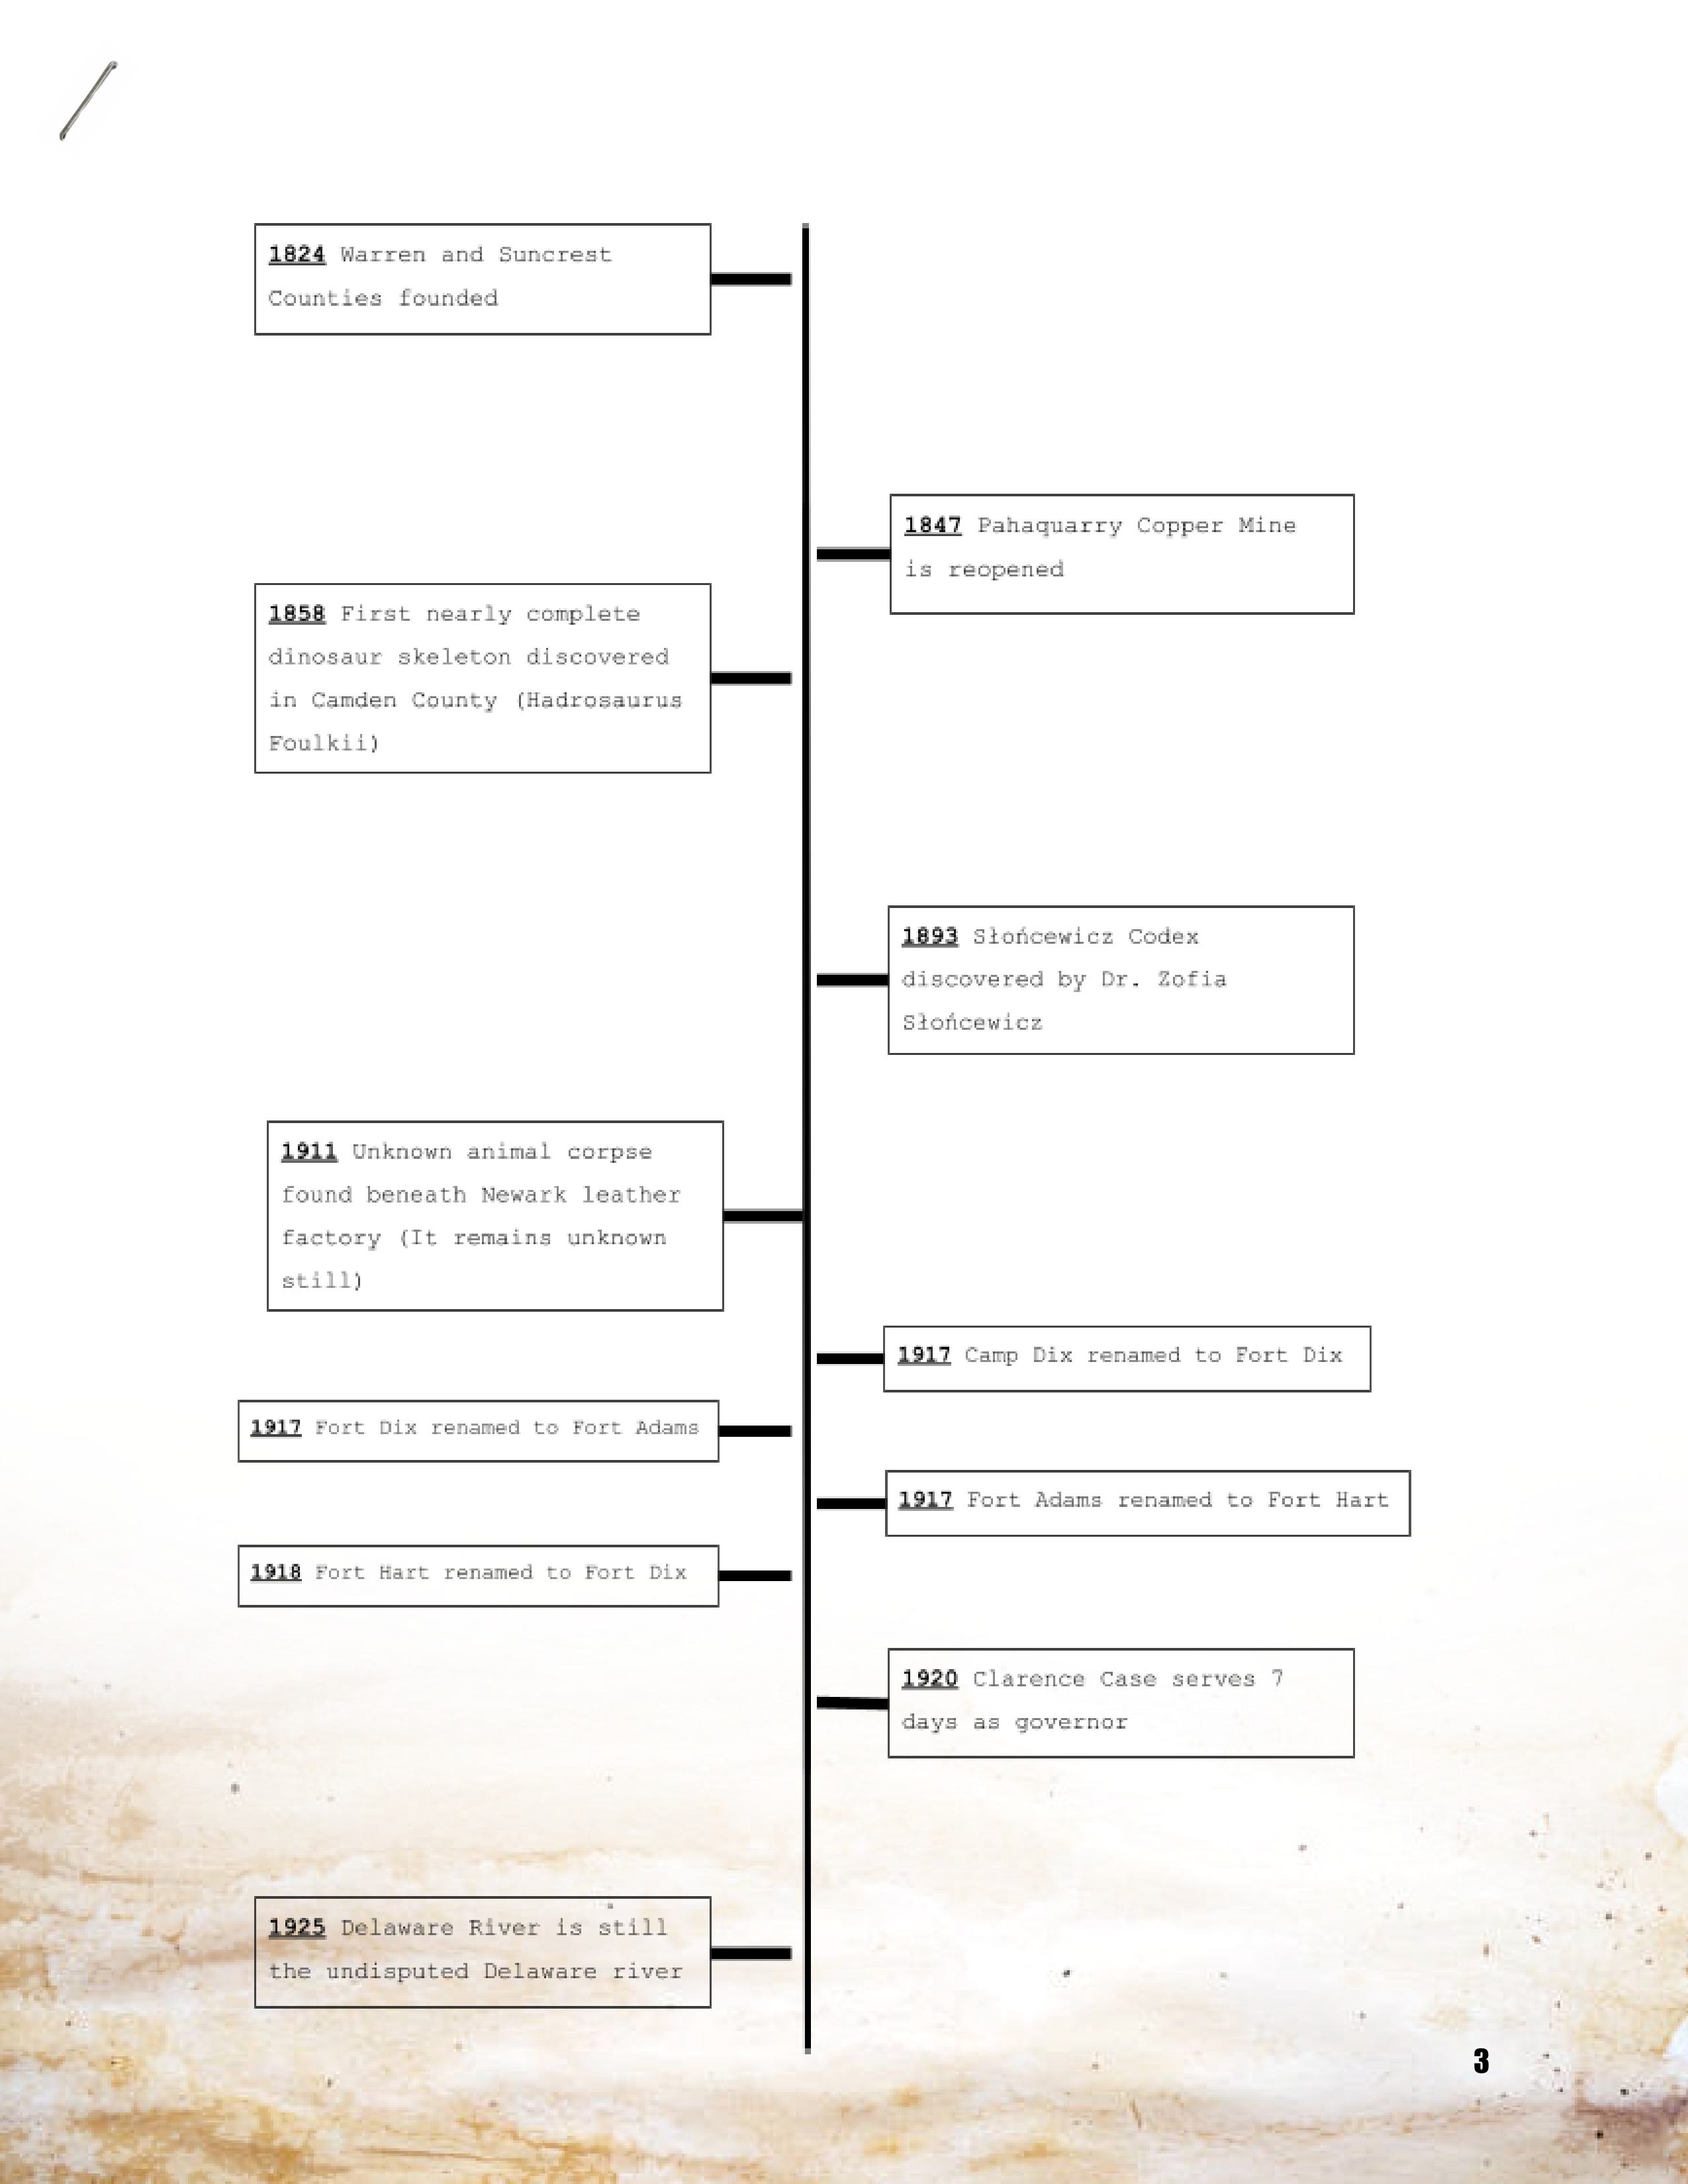 1824 Warren and Suncrest
Counties founded
1847 Pahaquarry Copper Mine
is reopened
1858 First nearly complete
dinosaur skeleton discovered
in Camden County (Hadrosaurus
Foulkii)
1893 Słońcewicz Codex
discovered by Dr. Zofia
Słońcewicz
1911 Unknown animal corpse
found beneath Newark leather
factory (It remains unknown
still)
1917 Camp Dix renamed to Fort Dix
1917 Fort Dix renamed to Fort Adams
1917 Fort Adams renamed to Fort Hart
1918 Fort Hart renamed to Fort Dix
1920 Clarence Case serves 7
days as governor
1925 Delaware River is still
the undisputed Delaware river
3